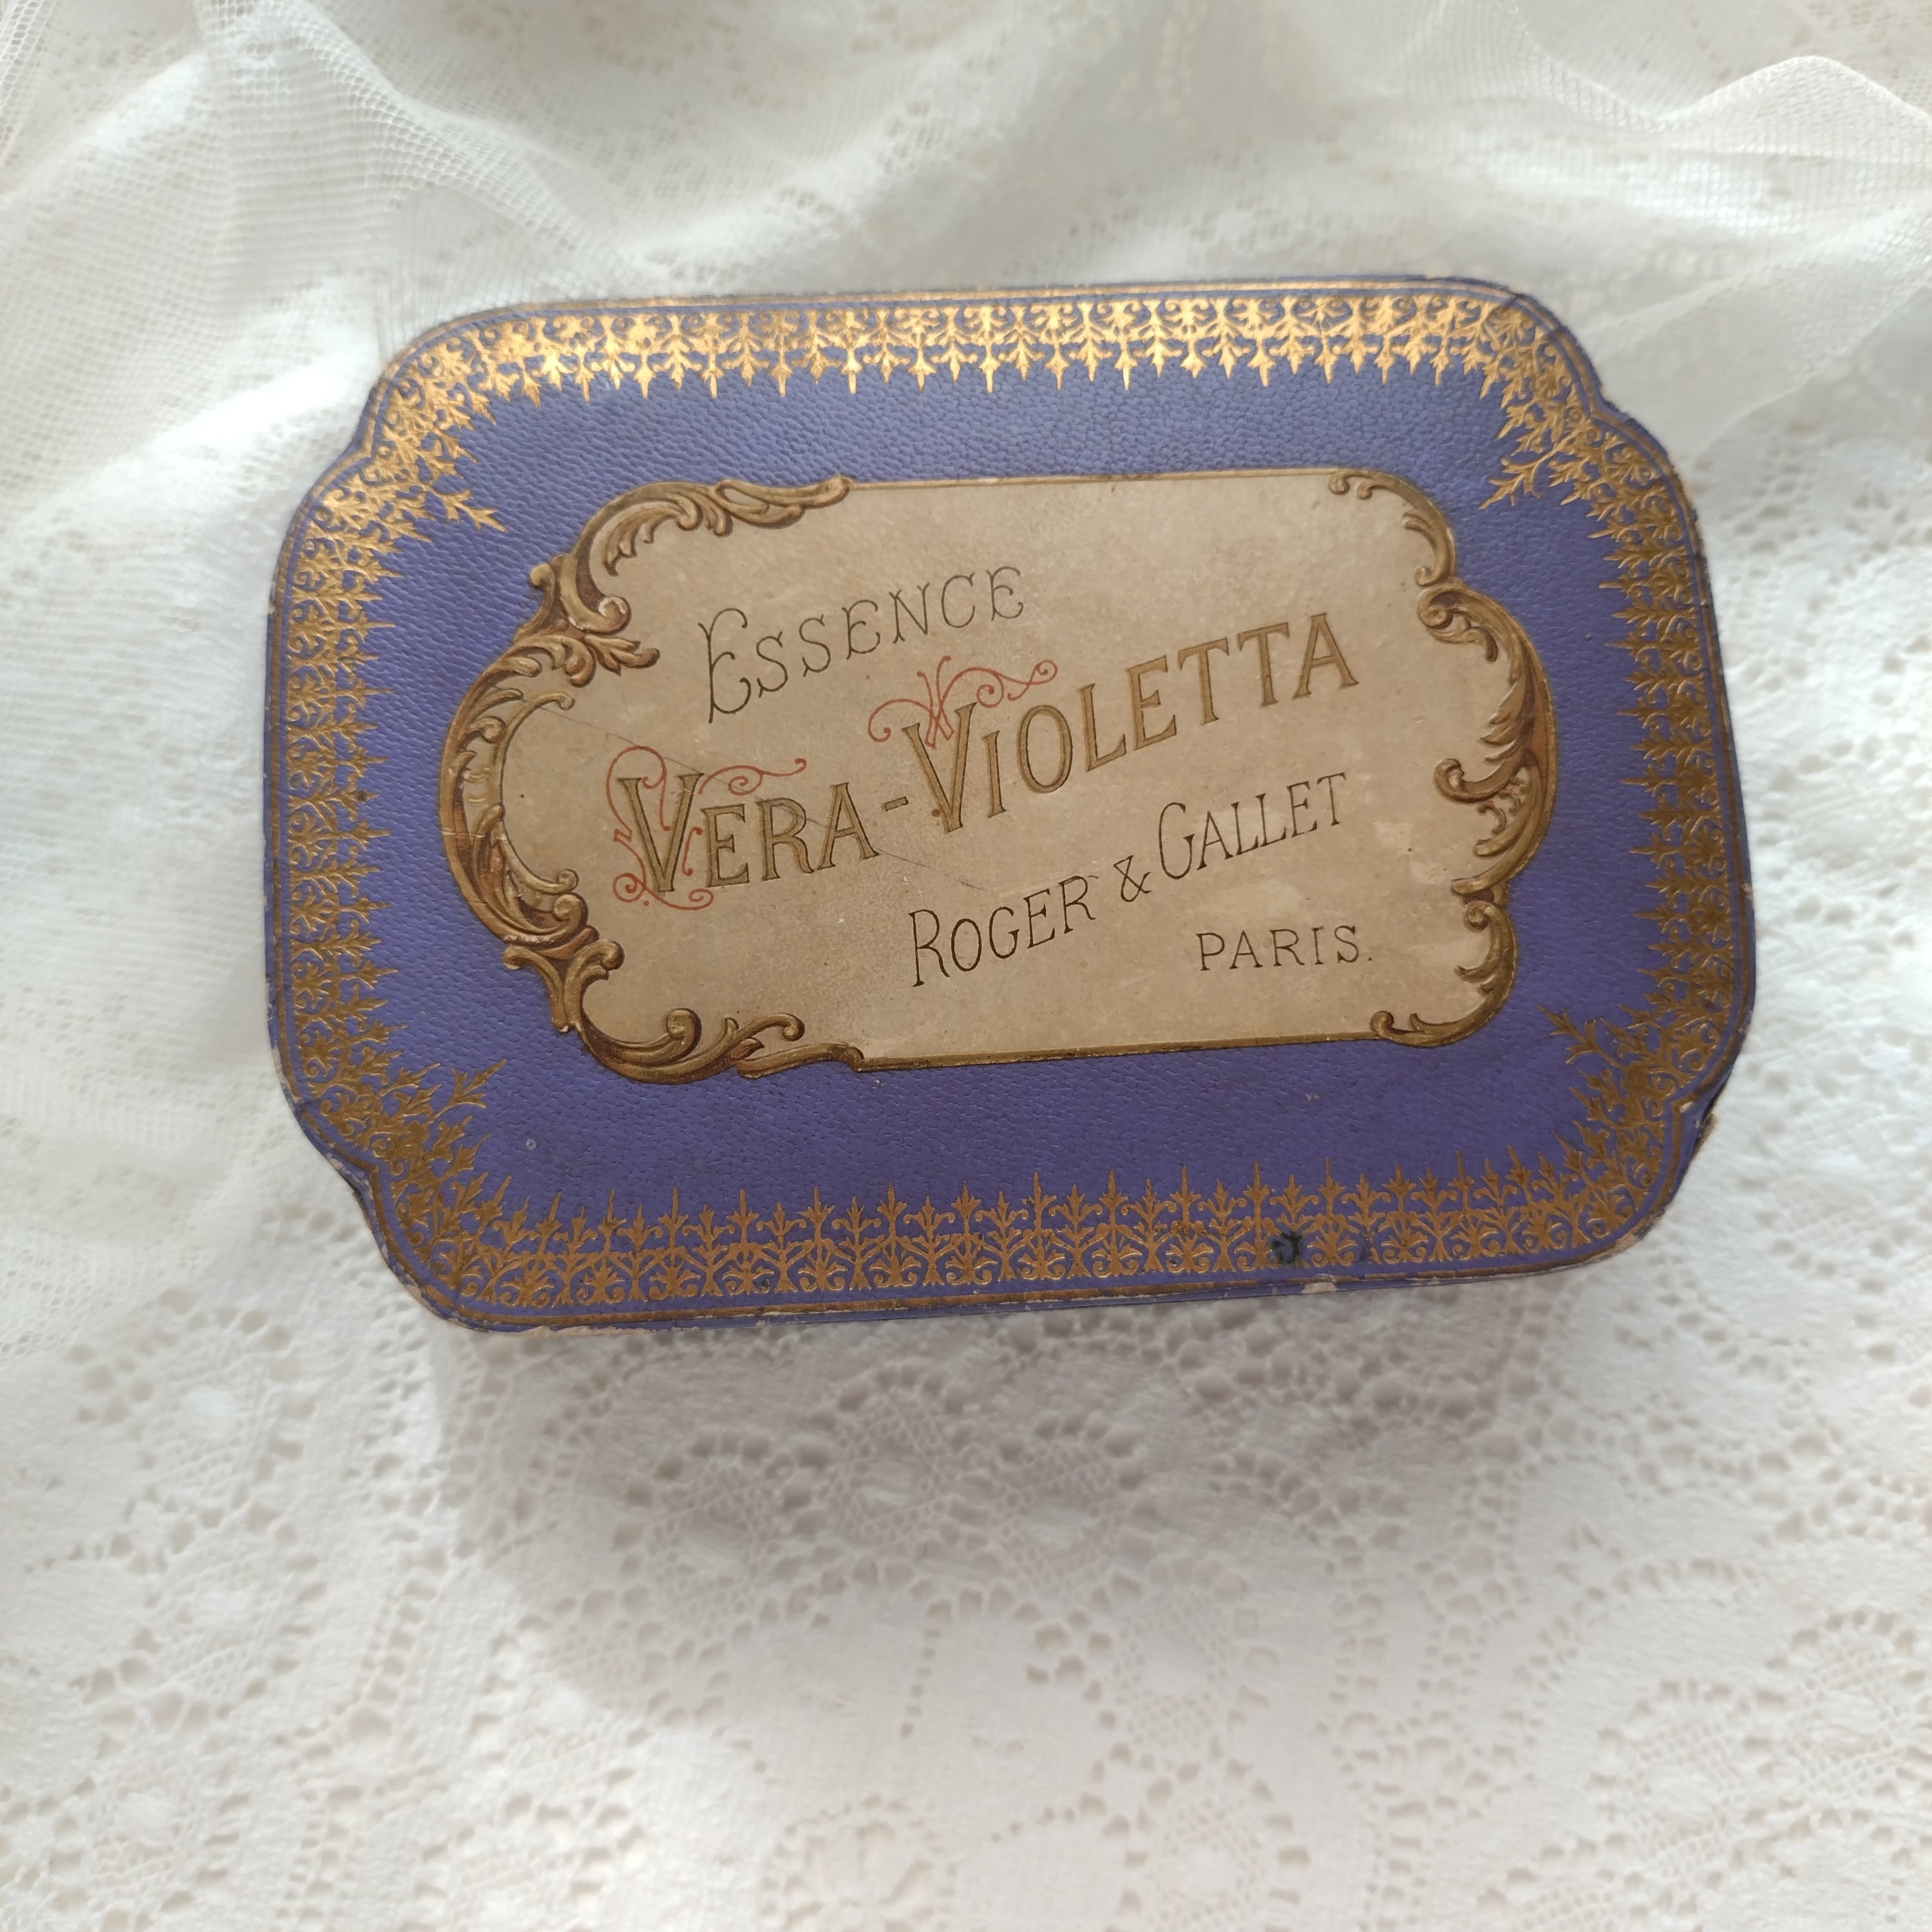 ESSENCE
VERA-VIOLETTA
ROGER & GALLET
PARIS.